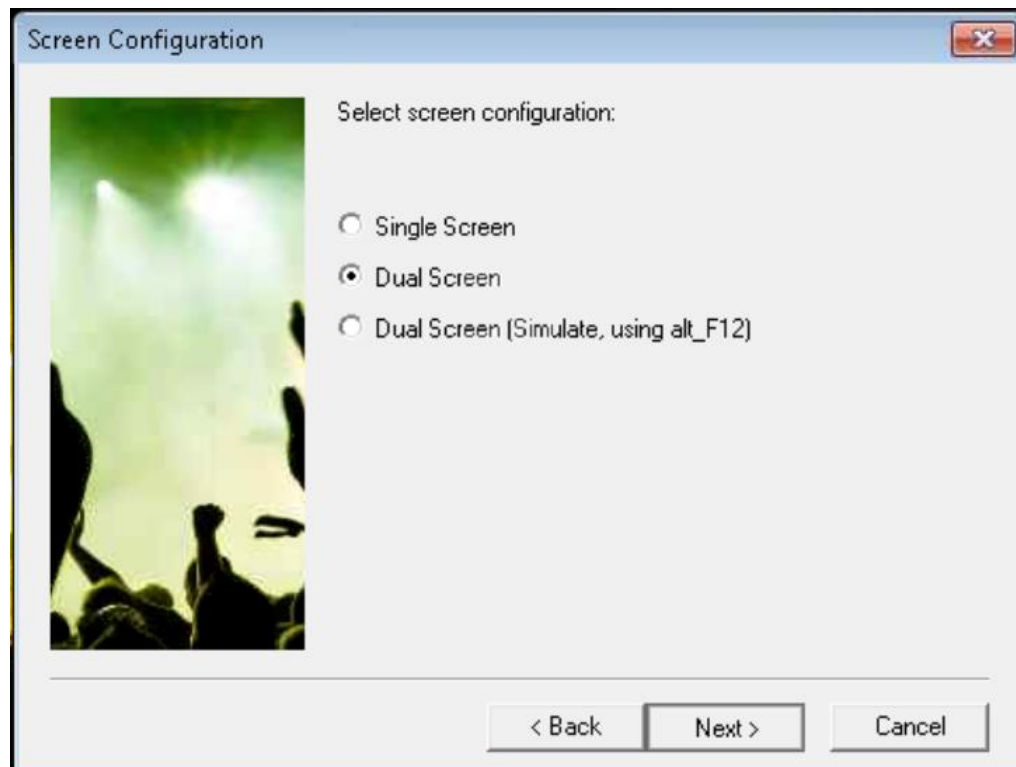 Screen Configuration
Select screen configuration:
Single Screen
Dual Screen
Dual Screen (Simulate, using alt_F12)
< Back
Next >
Cancel